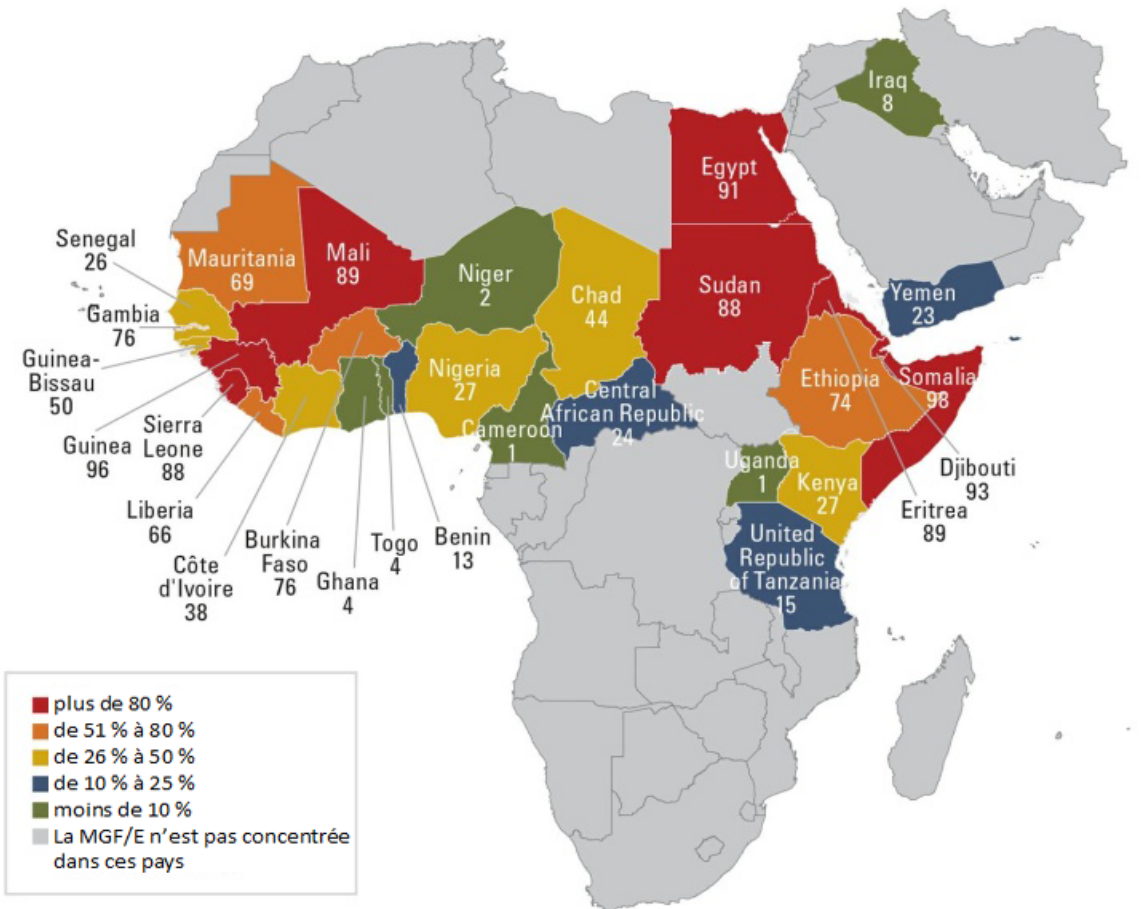 Iraq
8
Egypt
91
Senegal
26
Mauritania
69
Mali
89
Niger
2
Chad
44
Sudan
88
Yemen
23
Gambia
76
Guinea-
Bissau
50
Nigeria
27
Ethiopia
74
Somalia
98
Central
African Republic
24
Cameroon
1
Guinea
96
Sierra
Leone
88
Uganda
1
Kenya
27
Djibouti
93
Eritrea
89
Liberia
66
Côte
d'Ivoire
38
Burkina
Faso
76
Ghana
4
Togo
4
Benin
13
United
Republic
of Tanzania
15
plus de 80 %
de 51 % à 80 %
de 26 % à 50 %
de 10 % à 25 %
moins de 10 %
La MGF/E n’est pas concentrée
dans ces pays